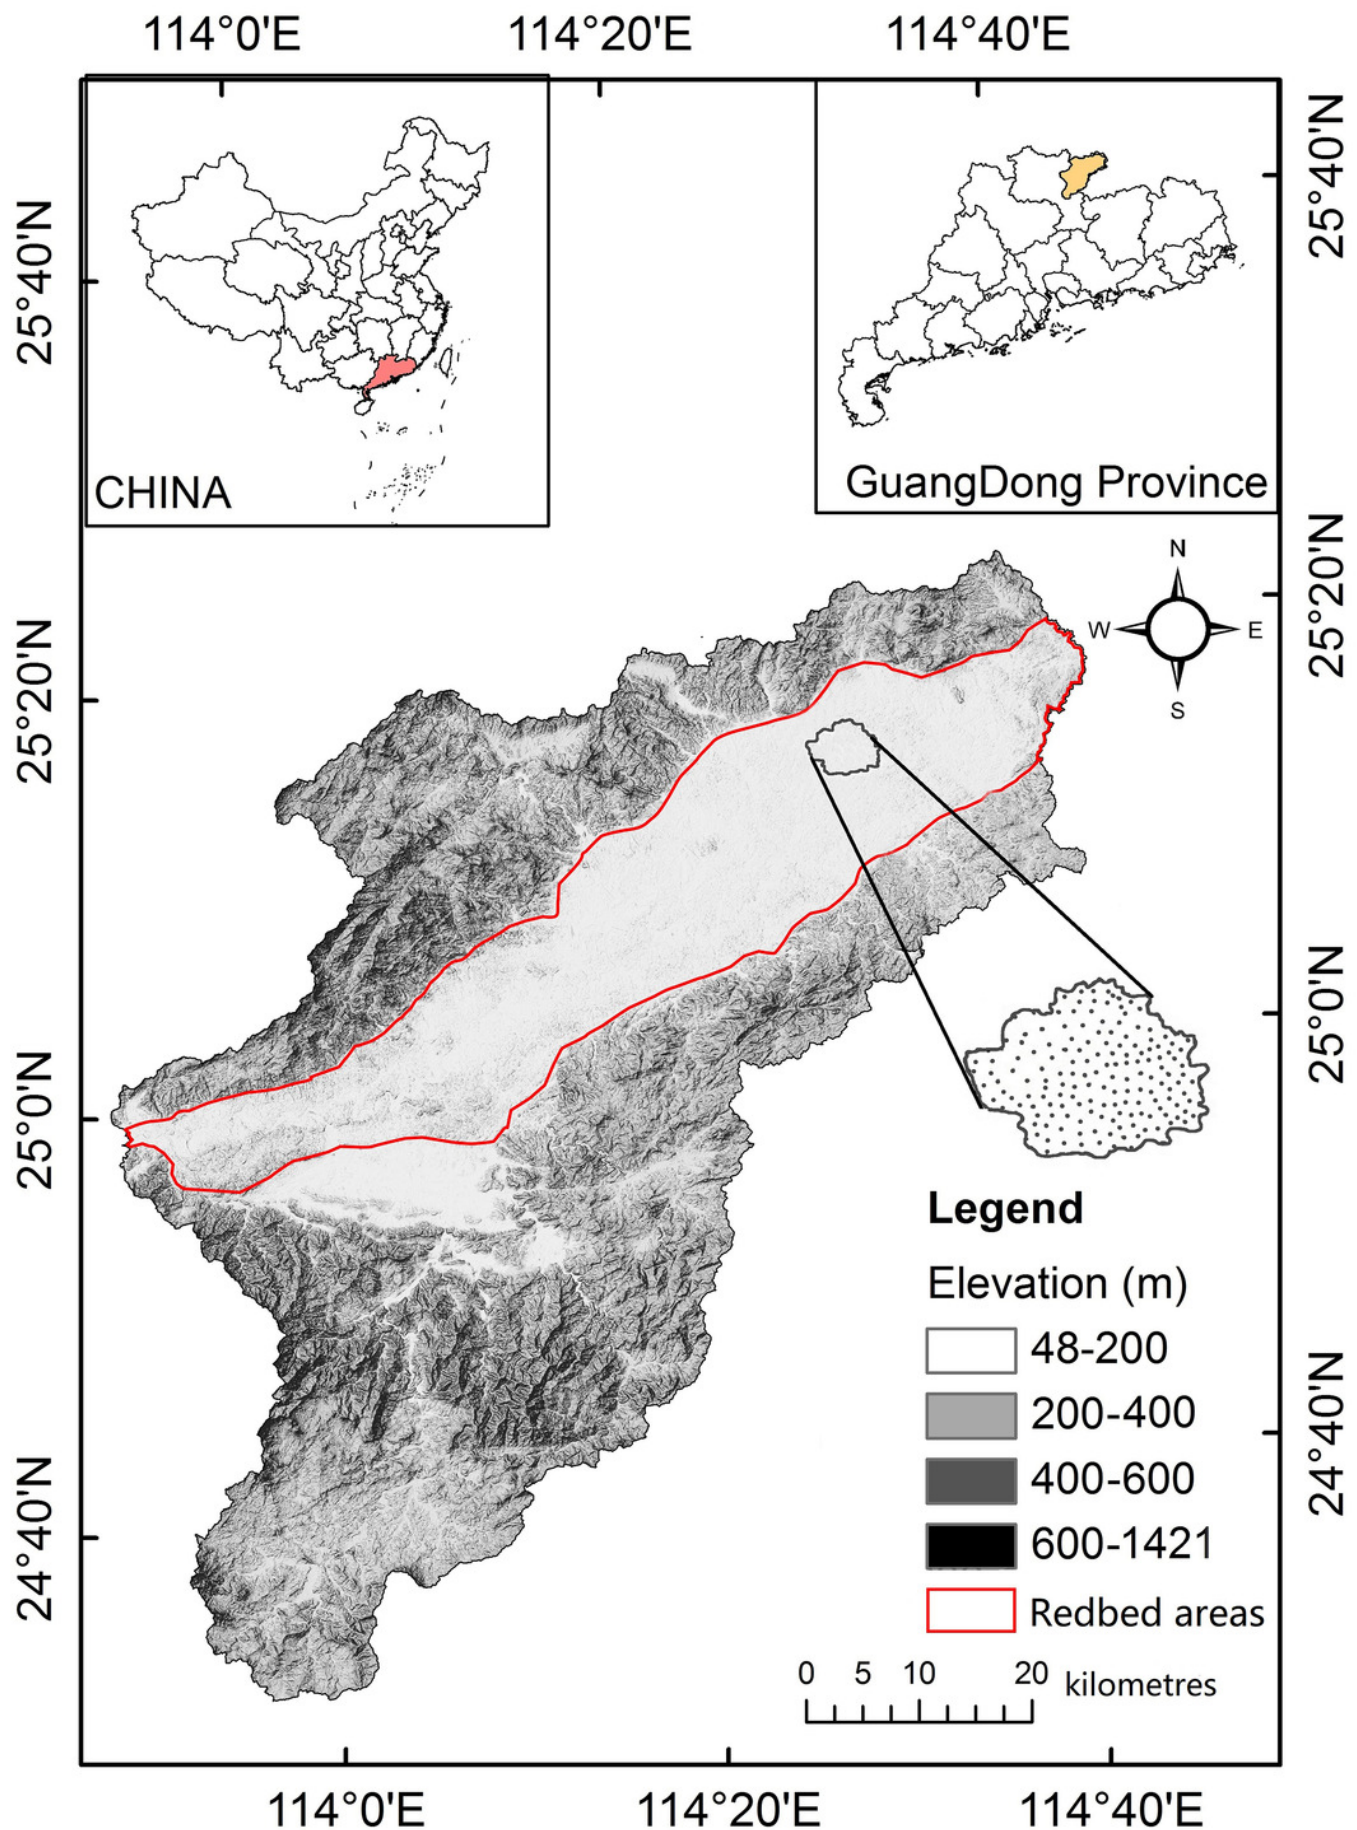 114°0'E
114°20'E
114°40'E
25°40'N
25°20'N
25°0'N
24°40'N
CHINA
GuangDong Province
25°40'N
25°20'N
25°0'N
24°40'N
N
W
E
S
Legend
Elevation (m)
48-200
200-400
400-600
600-1421
Redbed areas
0 5 10 20 kilometres
114°0'E
114°20'E
114°40'E